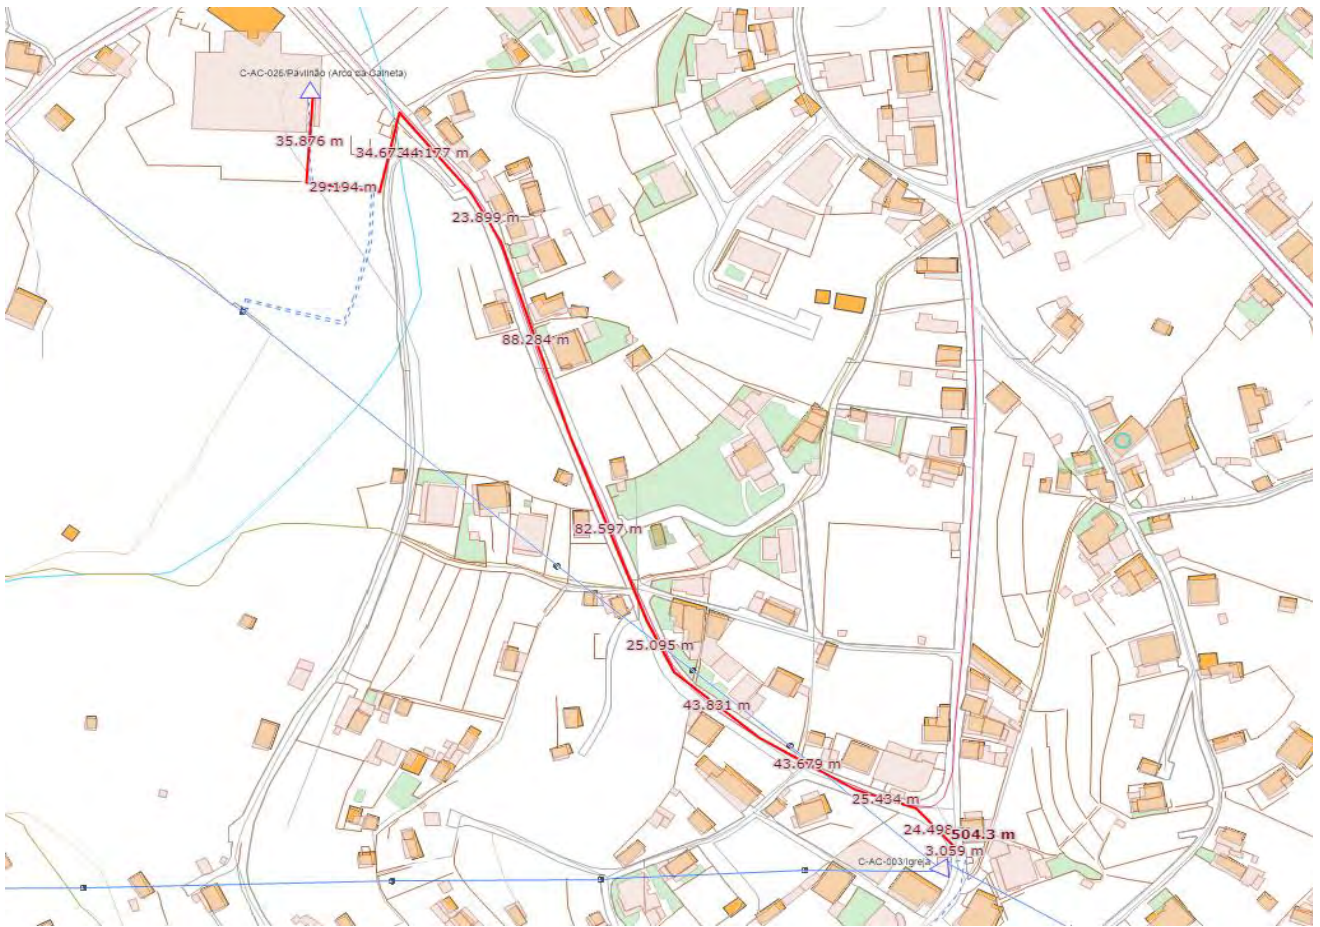 C-AC-026/Pavilhão (Arco da Calheta)
35.876 m
34.673
44.177 m
29.194 m
23.899 m
88.284 m
82.597 m
25.095 m
43.831 m
43.679 m
25.434 m
24.498
504.3 m
3.059 m
C-AC-003/Igreja